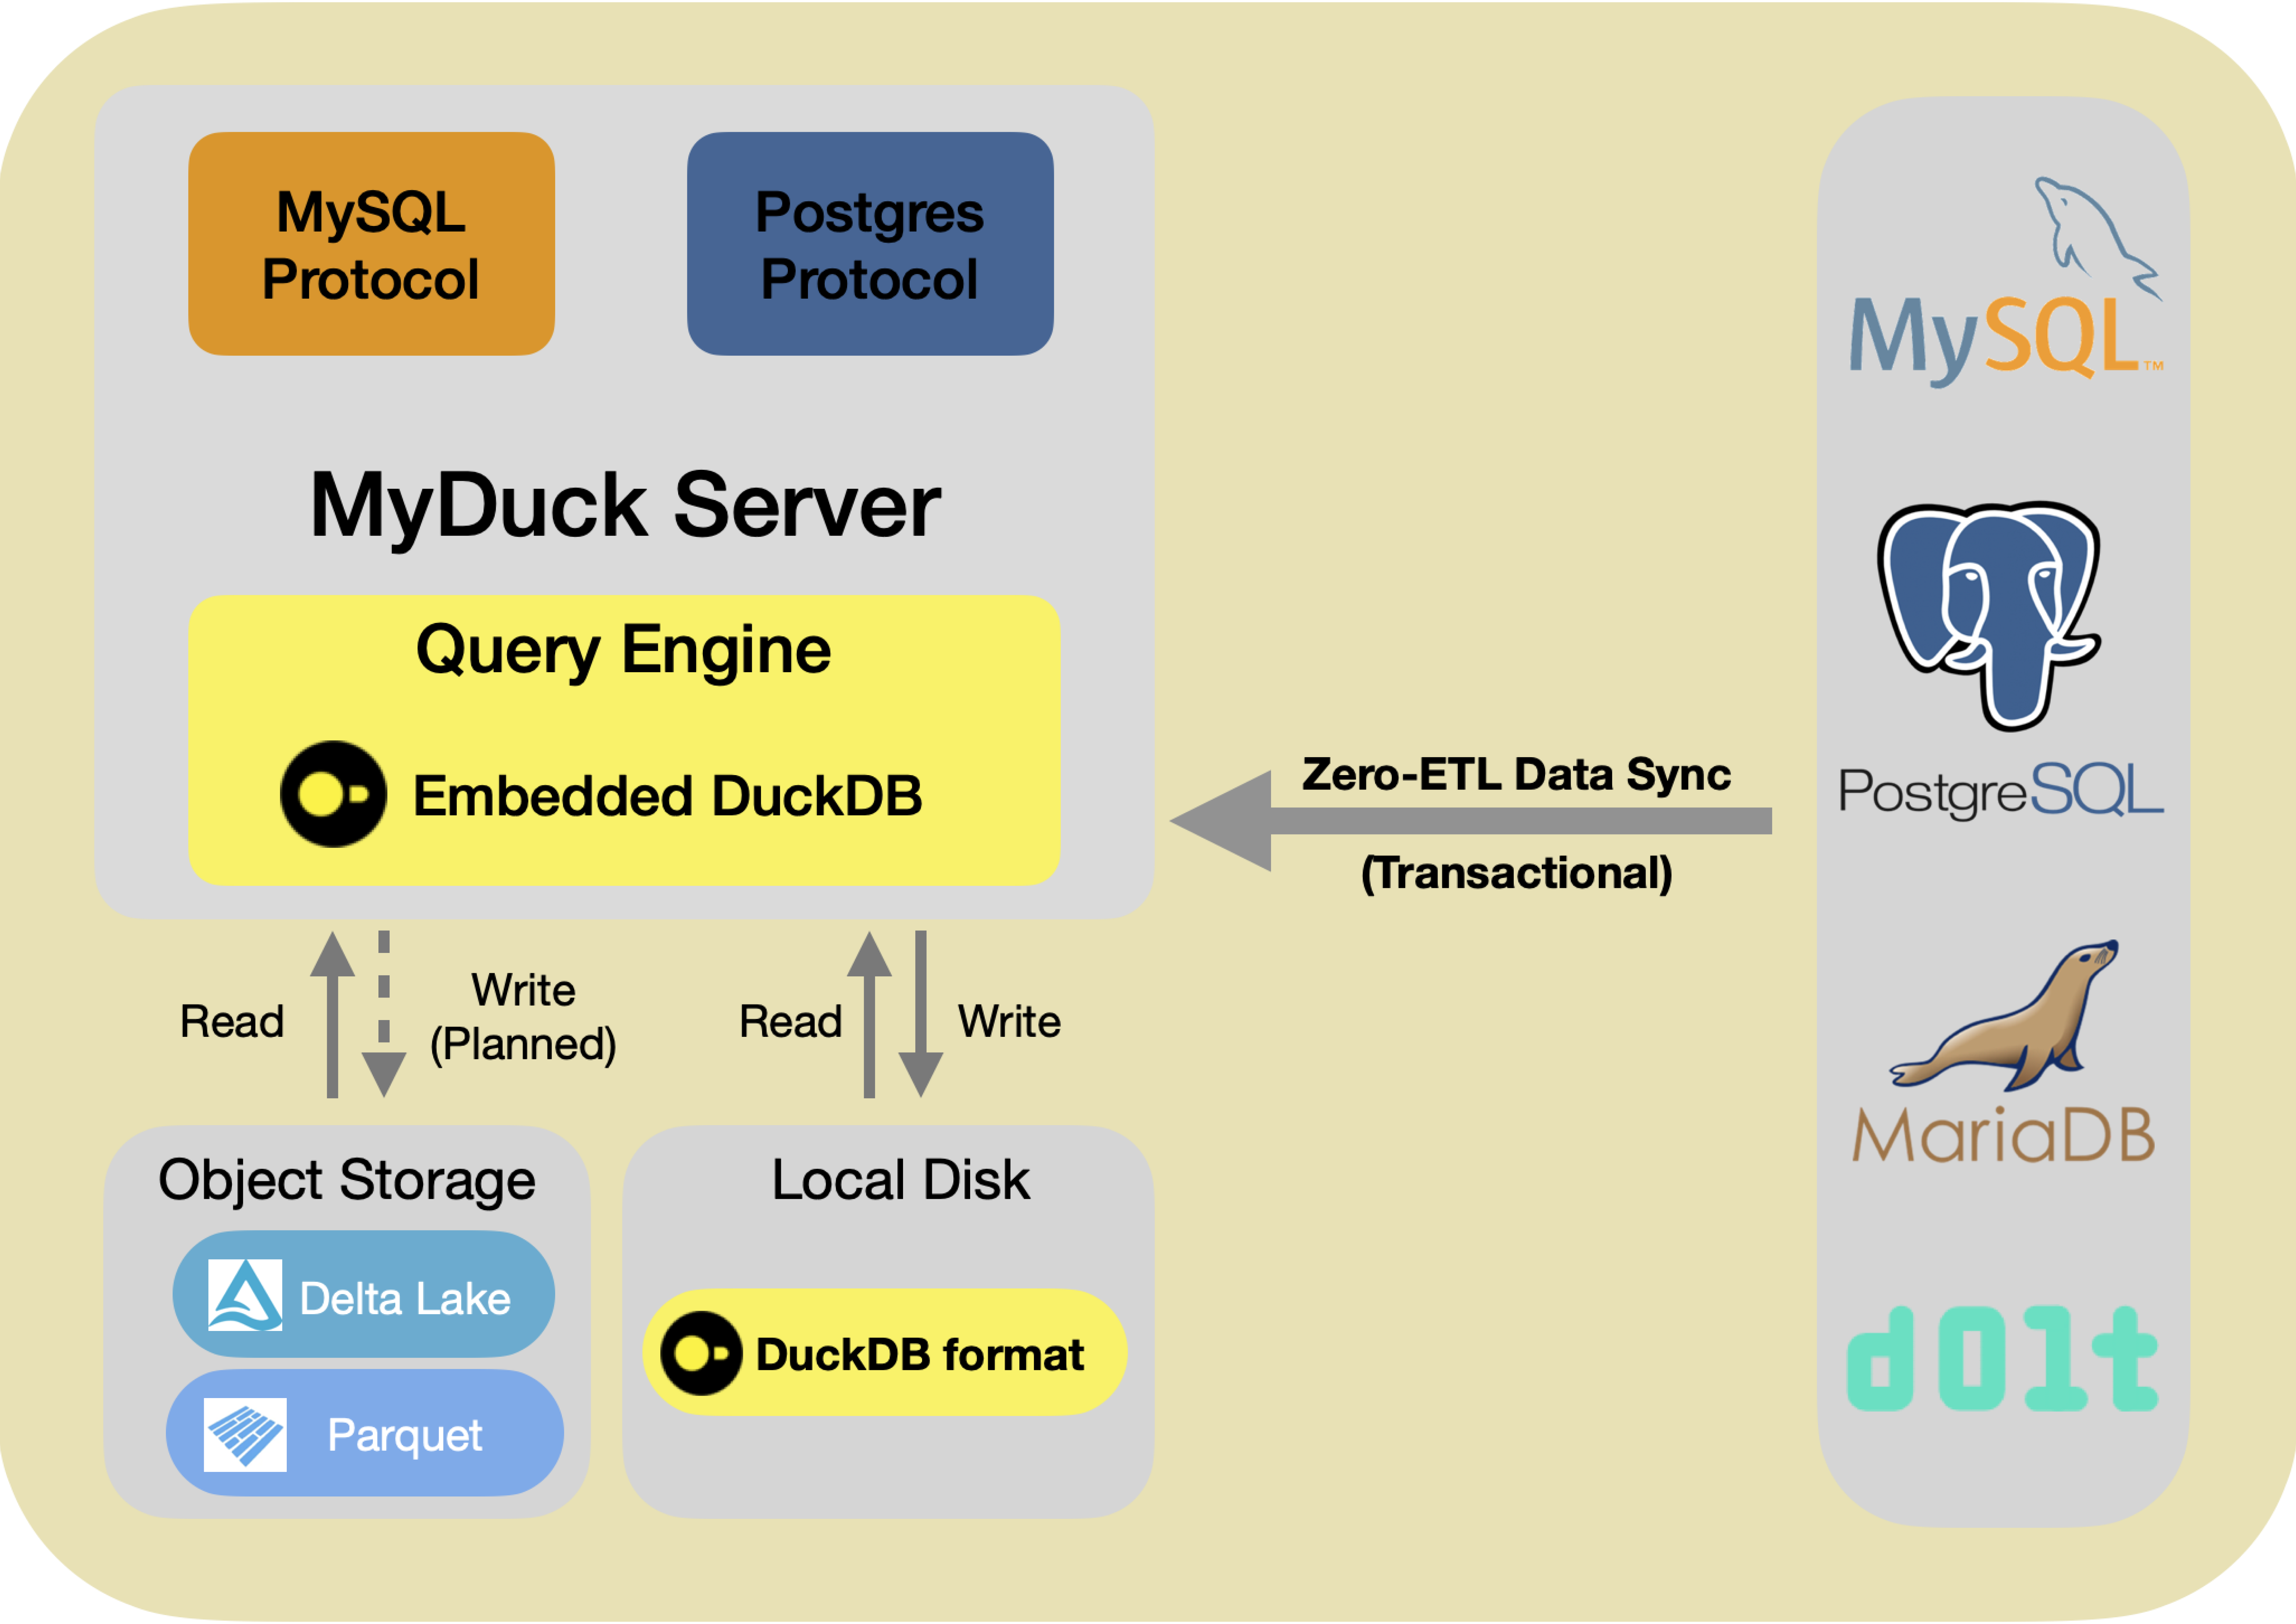 MySQL
Protocol
Postgres
Protocol
MyDuck Server
Query Engine
Embedded DuckDB
Read
Write
(Planned)
Read
Write
Object Storage
Delta Lake
Parquet
Local Disk
DuckDB format
Zero-ETL Data Sync
(Transactional)
MySQL™
PostgreSQL
MariaDB
dolt